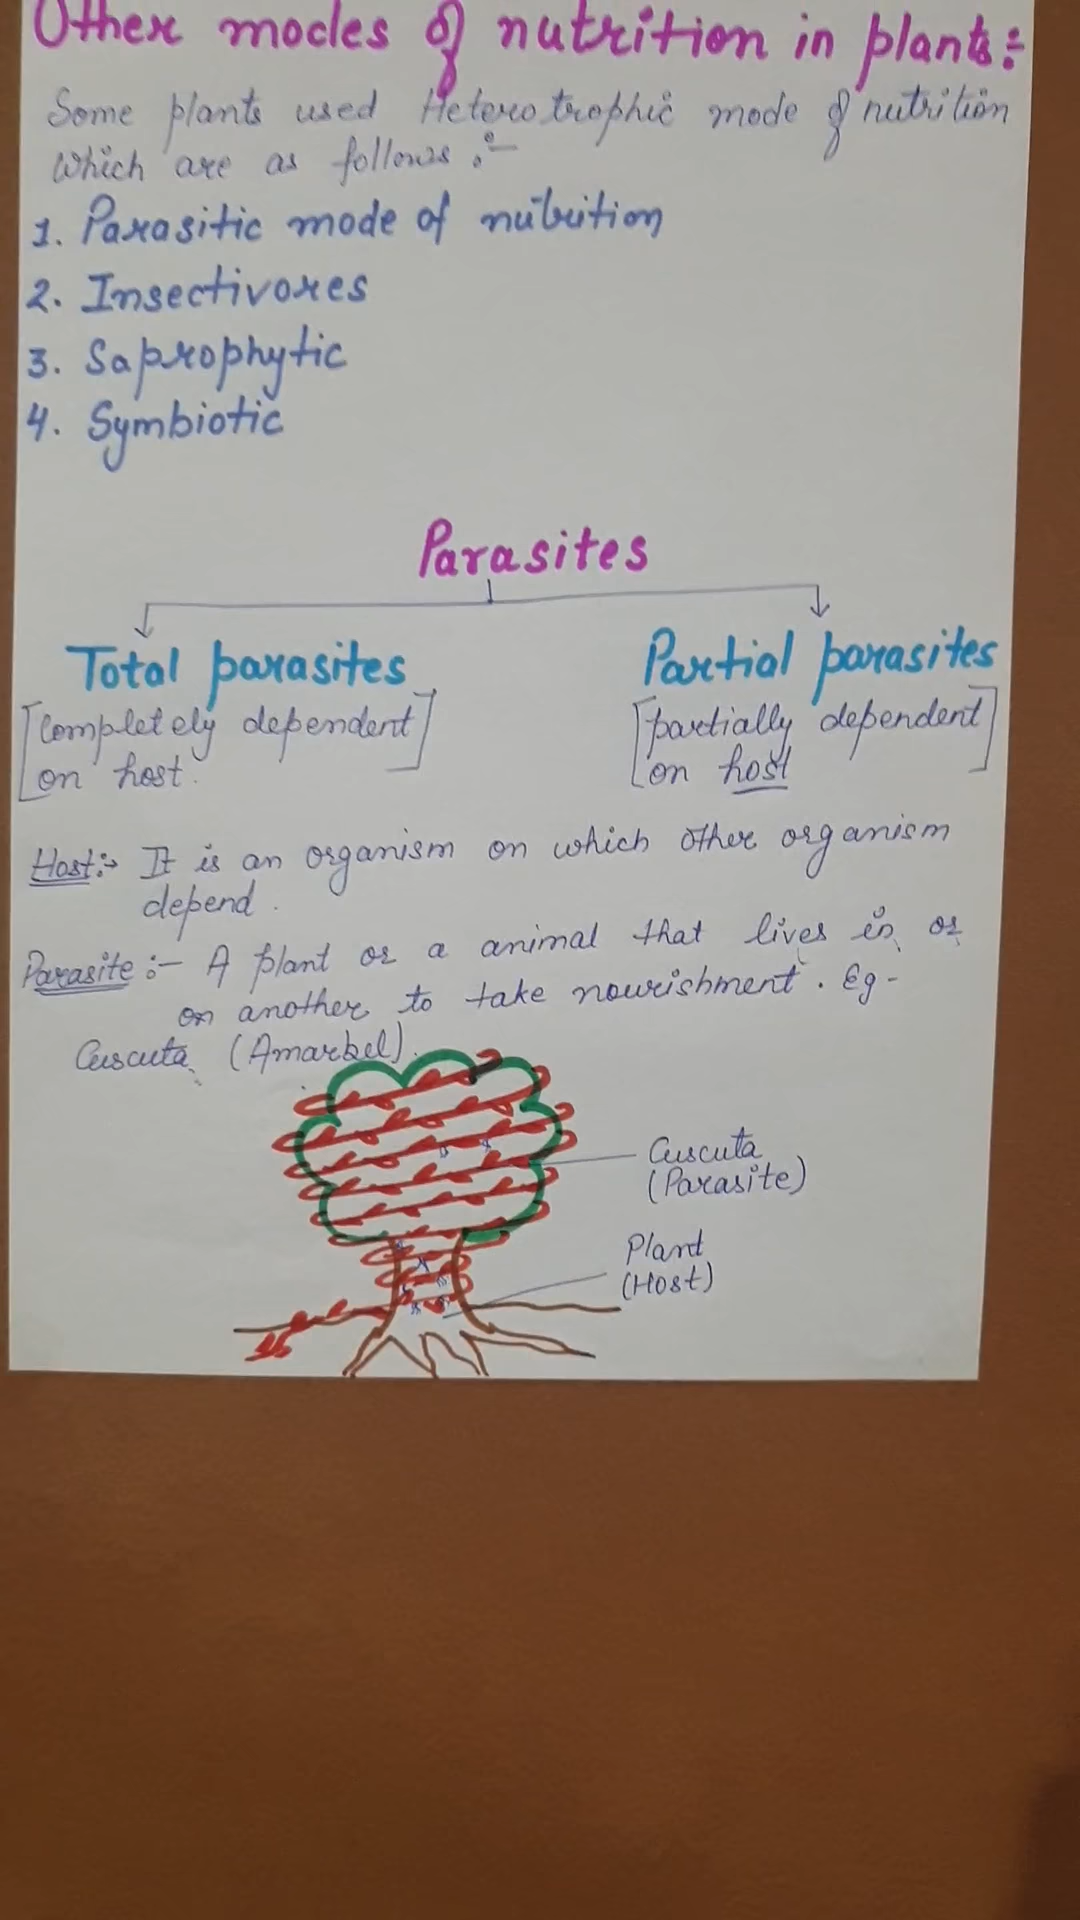 Other modes of nutrition in plants:-
Some plants used Heterotrophic mode of nutrition
which are as follows :-
1. Parasitic mode of nutrition
2. Insectivores
3. Saprophytic
4. Symbiotic
Parasites
Total parasites
[completely dependent
on host.]
Partial parasites
[partially dependent
on host]
Host:- It is an organism on which other organism
depend.
Parasite :- A plant or a animal that lives in or
on another to take nourishment. Eg -
Cuscuta (Amarbel).
Cuscuta
(Parasite)
Plant
(Host)